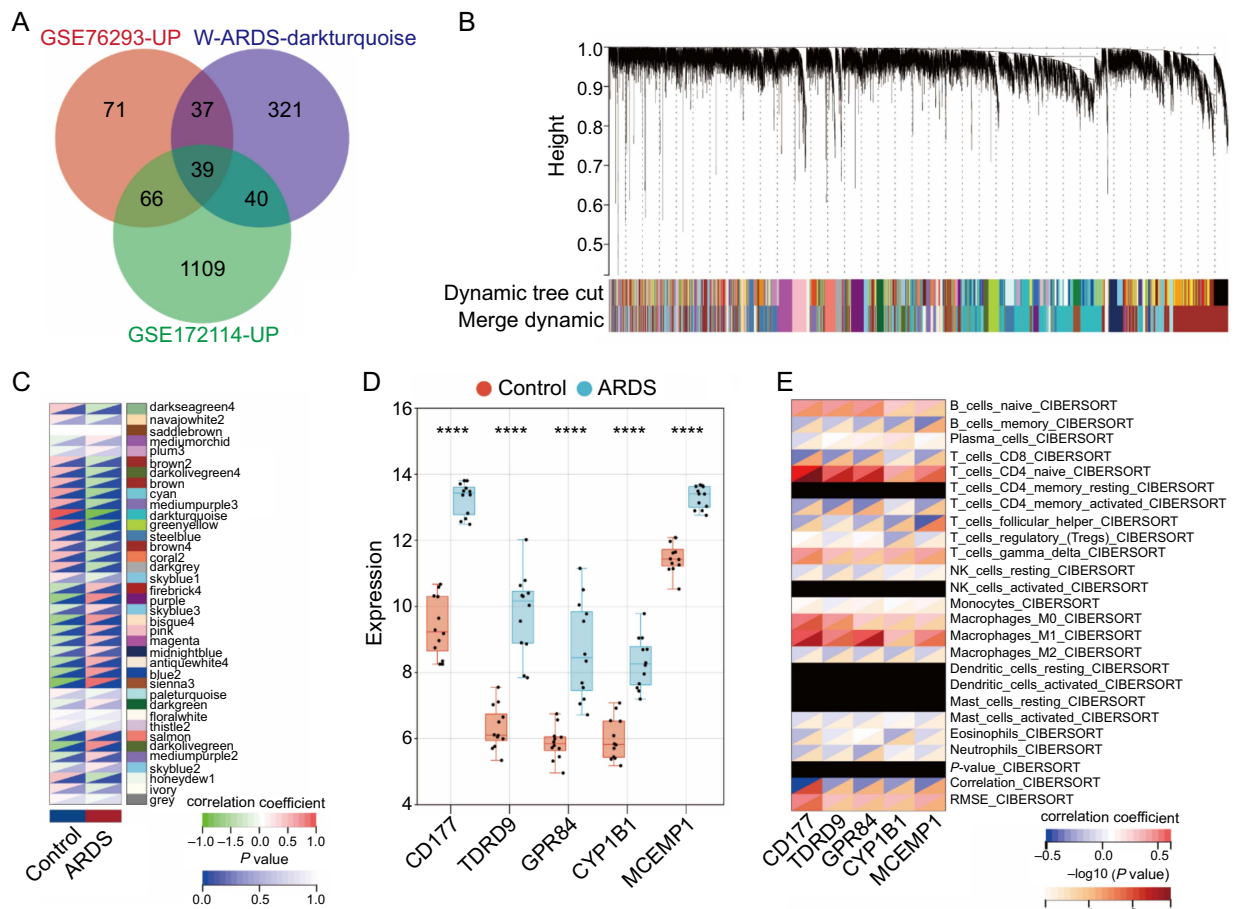 A
GSE76293-UP
W-ARDS-darkturquoise
71
37
321
39
66
40
1109
GSE172114-UP
B
Height
1.0
0.9
0.8
0.7
0.6
0.5
Dynamic tree cut
Merge dynamic
C
darkseagreen4
navajowhite2
saddlebrown
mediumorchid
plum3
brown2
darkolivegreen4
brown
cyan
mediumpurple3
darkturquoise
greenyellow
steelblue
brown4
coral2
darkgrey
skyblue1
firebrick4
purple
skyblue3
bisque4
pink
magenta
midnightblue
antiquewhite4
blue2
sienna3
paleturquoise
darkgreen
floralwhite
thistle2
salmon
darkolivegreen
mediumpurple2
skyblue2
honeydew1
ivory
grey
Control
ARDS
correlation coefficient
−1.0 0.0 1.0
P value
0.0 0.5 1.0
D
Control ARDS
Expression
16
14
12
10
8
6
4
**** **** **** **** ****
CD177
TDRD9
GPR84
CYP1B1
MCEMP1
E
B_cells_naive_CIBERSORT
B_cells_memory_CIBERSORT
Plasma_cells_CIBERSORT
T_cells_CD8_CIBERSORT
T_cells_CD4_naive_CIBERSORT
T_cells_CD4_memory_resting_CIBERSORT
T_cells_CD4_memory_activated_CIBERSORT
T_cells_follicular_helper_CIBERSORT
T_cells_regulatory_(Tregs)_CIBERSORT
T_cells_gamma_delta_CIBERSORT
NK_cells_resting_CIBERSORT
NK_cells_activated_CIBERSORT
Monocytes_CIBERSORT
Macrophages_M0_CIBERSORT
Macrophages_M1_CIBERSORT
Macrophages_M2_CIBERSORT
Dendritic_cells_resting_CIBERSORT
Dendritic_cells_activated_CIBERSORT
Mast_cells_resting_CIBERSORT
Mast_cells_activated_CIBERSORT
Eosinophils_CIBERSORT
Neutrophils_CIBERSORT
P-value_CIBERSORT
Correlation_CIBERSORT
RMSE_CIBERSORT
CD177
TDRD9
GPR84
CYP1B1
MCEMP1
correlation coefficient
−0.5 0.0 0.5
−log10 (P value)